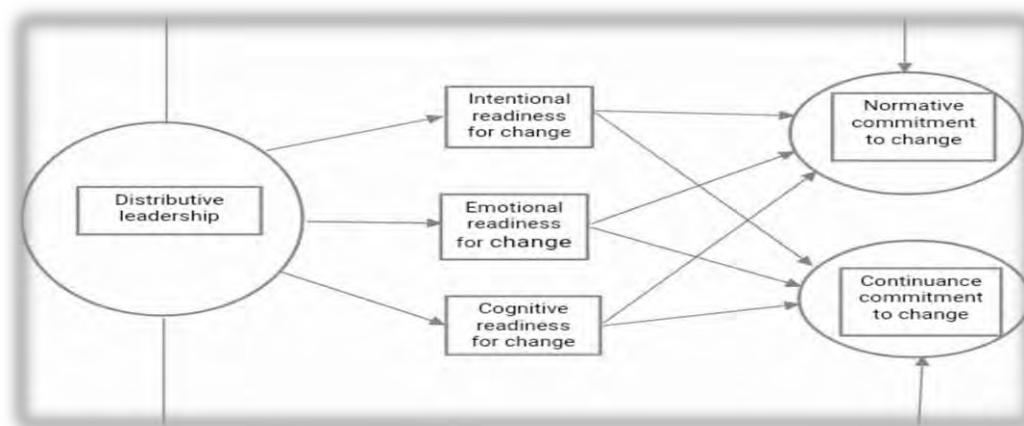 Distributive
leadership
Intentional
readiness
for change
Emotional
readiness
for change
Cognitive
readiness
for change
Normative
commitment
to change
Continuance
commitment
to change